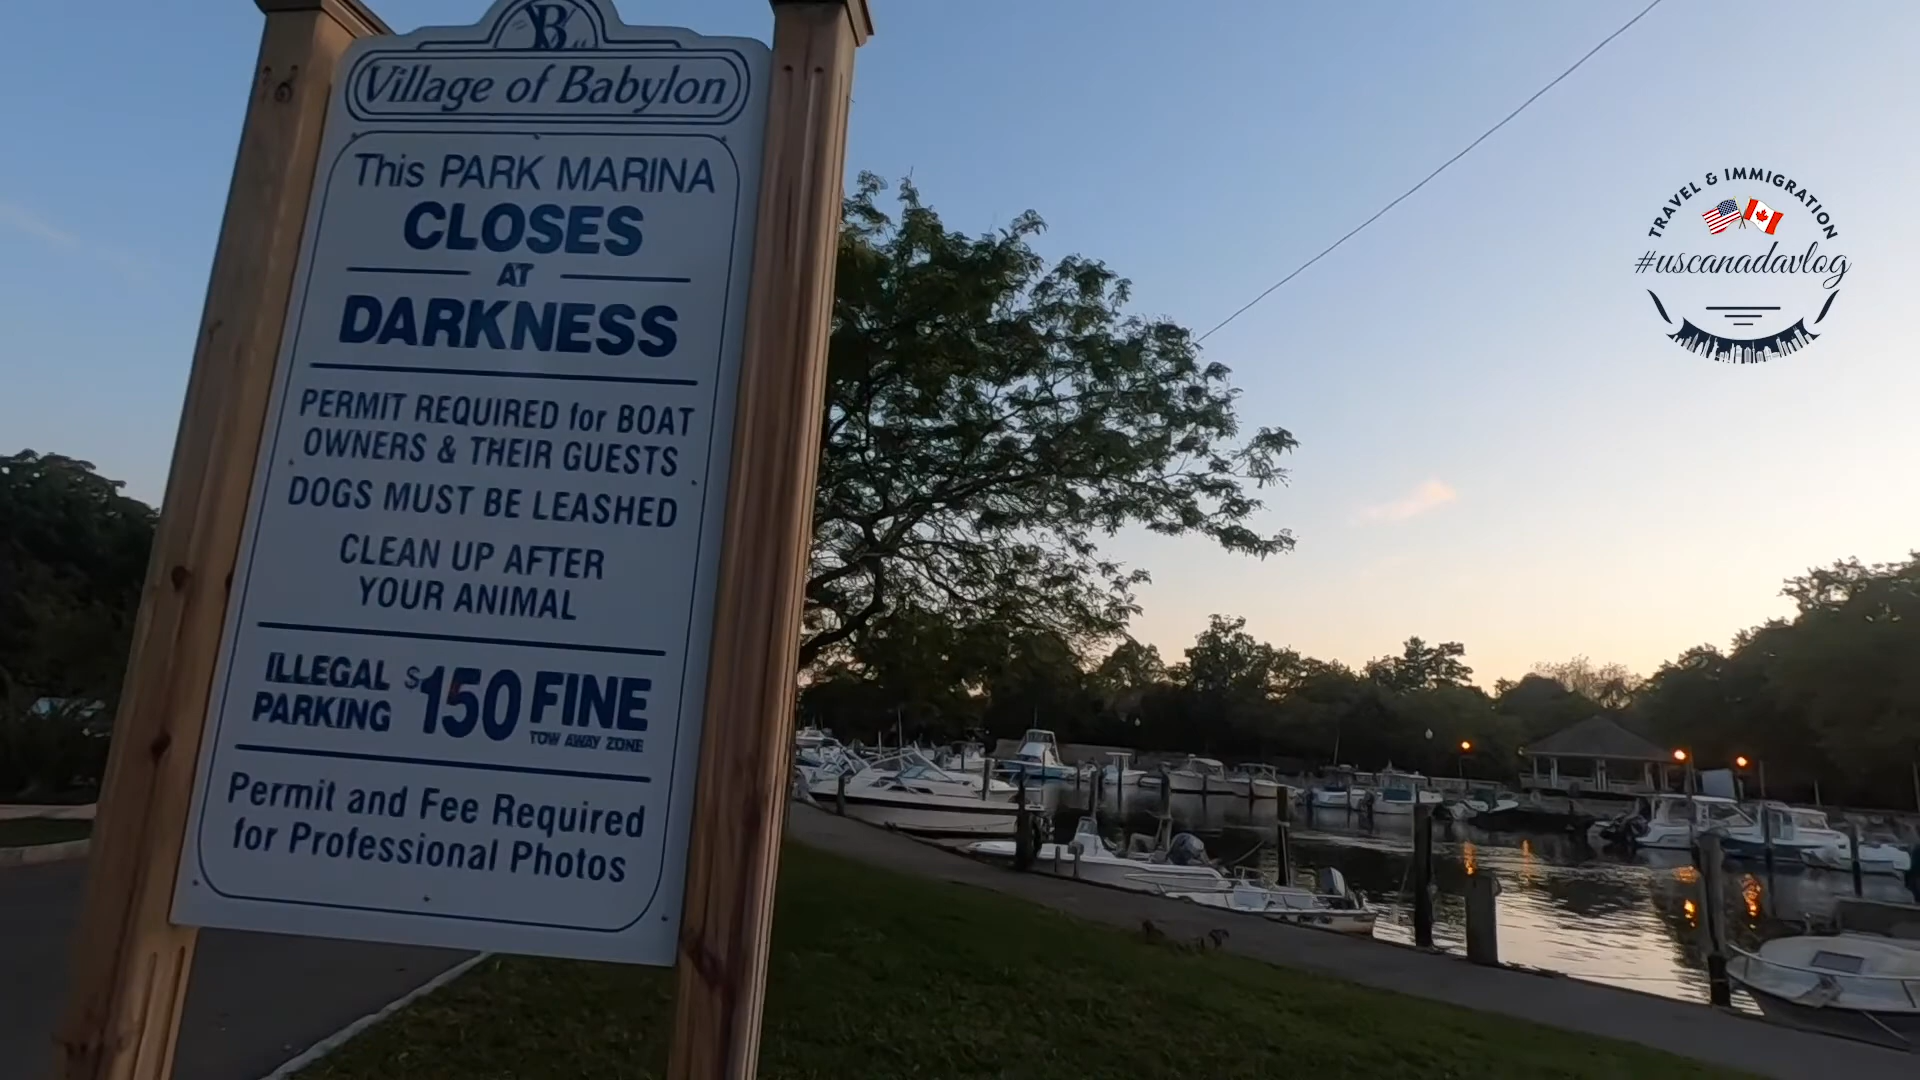 VB
Village of Babylon
This PARK MARINA
CLOSES
AT
DARKNESS
PERMIT REQUIRED for BOAT
OWNERS & THEIR GUESTS
DOGS MUST BE LEASHED
CLEAN UP AFTER
YOUR ANIMAL
ILLEGAL
PARKING
$150 FINE
TOW AWAY ZONE
Permit and Fee Required
for Professional Photos
TRAVEL & IMMIGRATION
#uscanadavlog